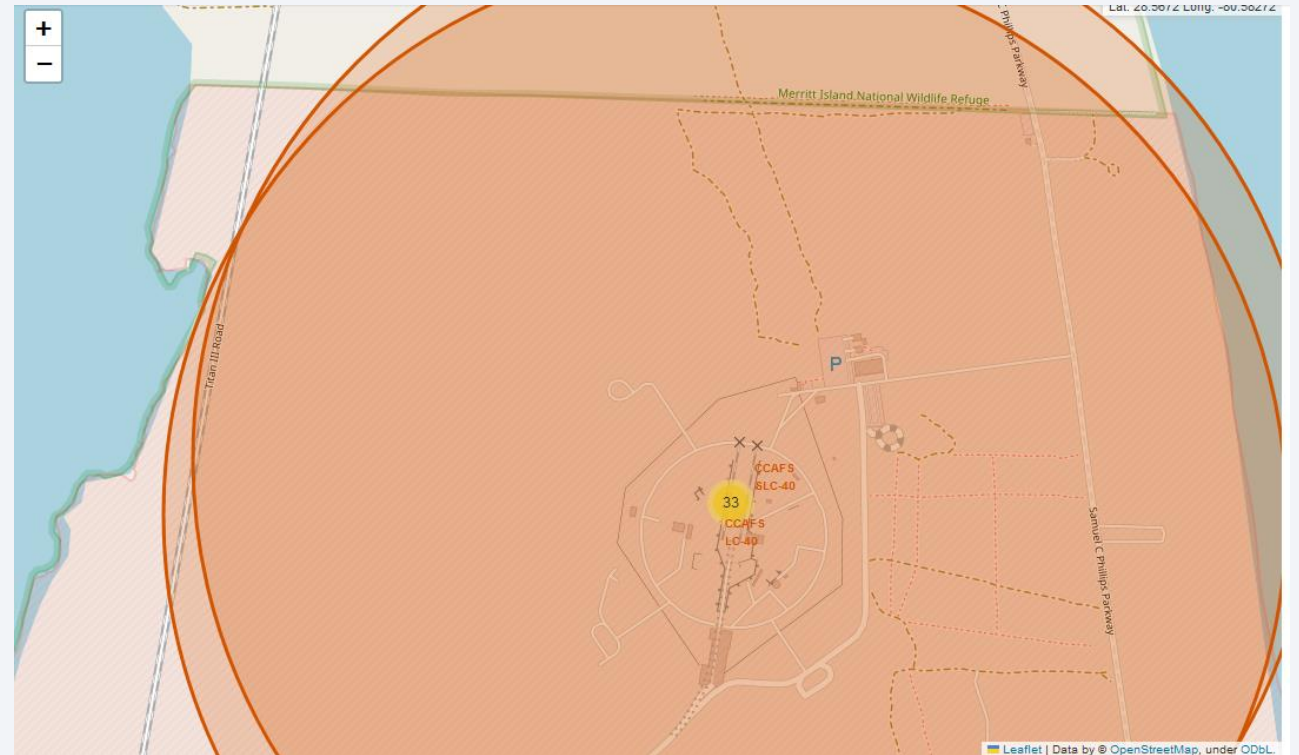 +
−
Lat: 28.5672 Long: -80.58272
C Phillips Parkway
Merritt Island National Wildlife Refuge
Titan III Road
P
CCAFS
SLC-40
33
CCAFS
LC-40
Samuel C Phillips Parkway
Leaflet | Data by © OpenStreetMap, under ODbL.